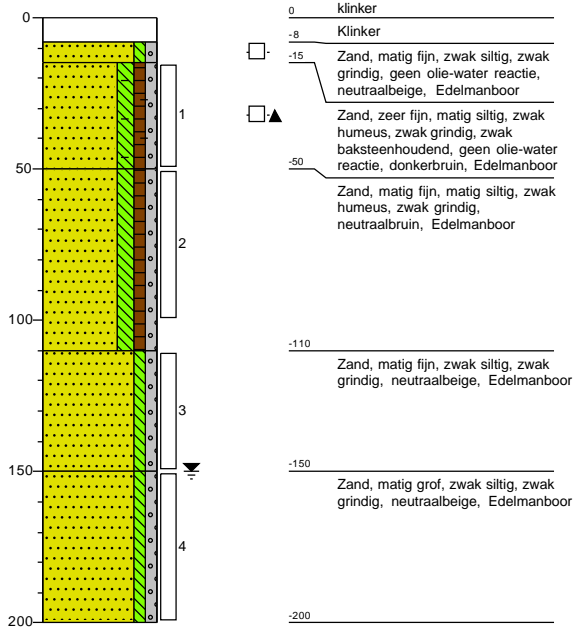 0
50
100
150
200
1
2
3
4
0
klinker
-8
Klinker
-15
Zand, matig fijn, zwak siltig, zwak
grindig, geen olie-water reactie,
neutraalbeige, Edelmanboor
Zand, zeer fijn, matig siltig, zwak
humeus, zwak grindig, zwak
baksteenhoudend, geen olie-water
reactie, donkerbruin, Edelmanboor
-50
Zand, matig fijn, matig siltig, zwak
humeus, zwak grindig,
neutraalbruin, Edelmanboor
-110
Zand, matig fijn, zwak siltig, zwak
grindig, neutraalbeige, Edelmanboor
-150
Zand, matig grof, zwak siltig, zwak
grindig, neutraalbeige, Edelmanboor
-200